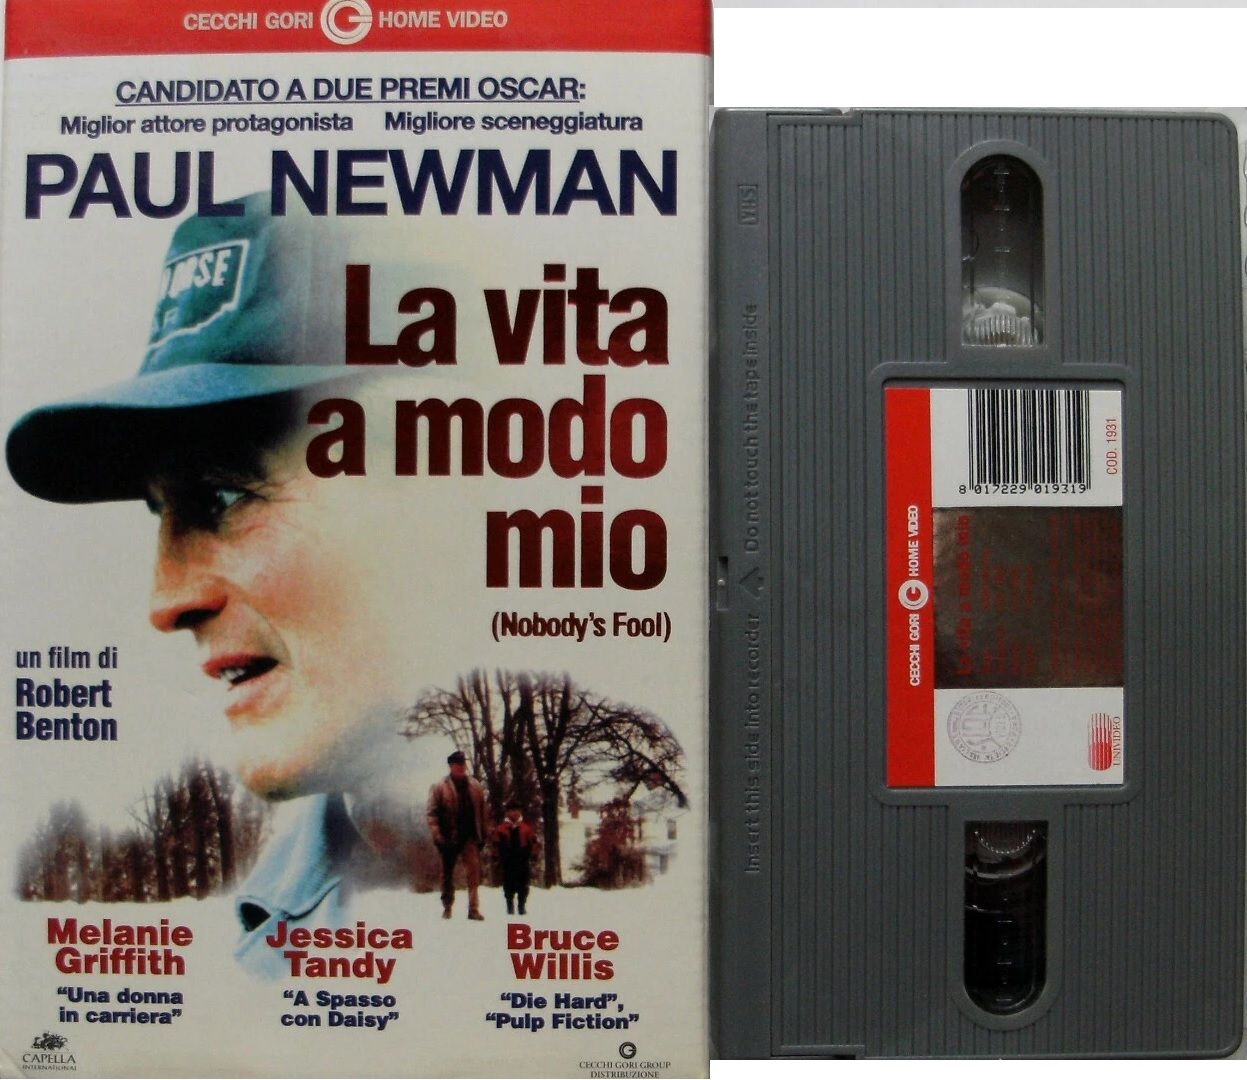 CECCHI GORI HOME VIDEO
CANDIDATO A DUE PREMI OSCAR:
Miglior attore protagonista Migliore sceneggiatura
PAUL NEWMAN
La vita
a modo
mio
(Nobody's Fool)
un film di
Robert
Benton
Melanie
Griffith
"Una donna
in carriera"
Jessica
Tandy
"A Spasso
con Daisy"
Bruce
Willis
"Die Hard",
"Pulp Fiction"
CAPELLA
INTERNATIONAL
CECCHI GORI GROUP
DISTRIBUZIONE
VHS
Insert this side into recorder Do not touch the tape inside
CECCHI GORI HOME VIDEO
8 017229 019319
COD. 1931
La vita a modo mio
UNIVIDEO